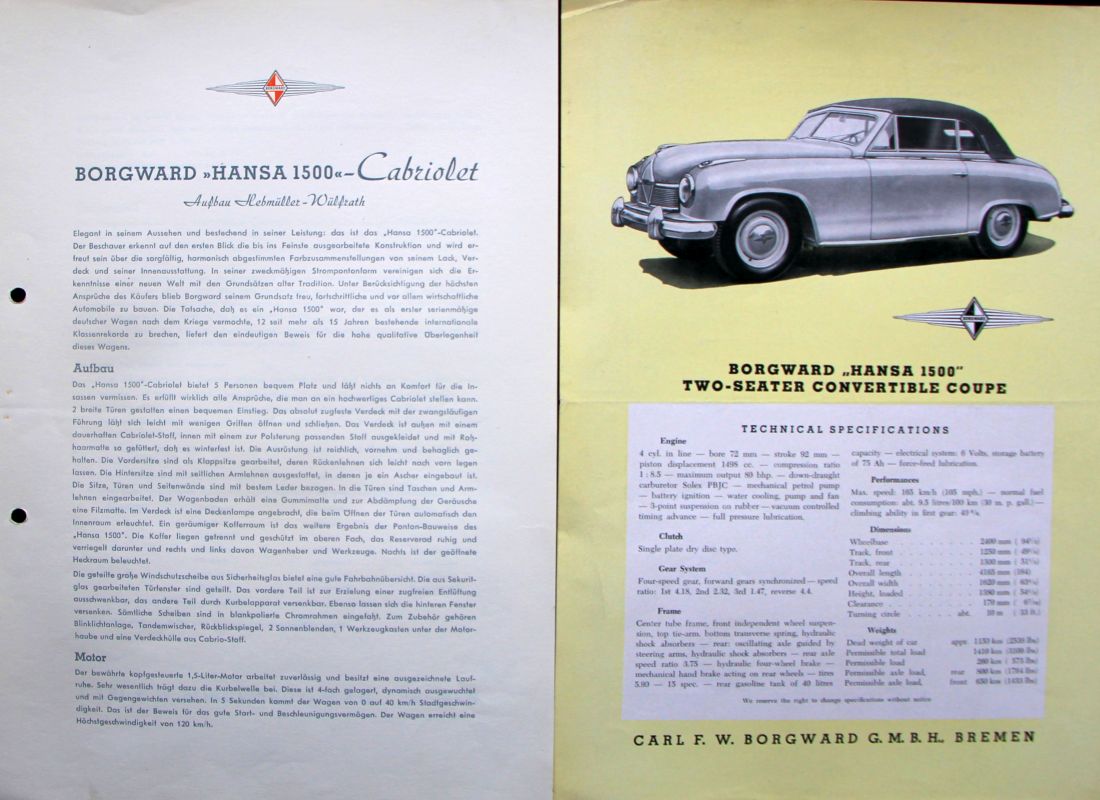 BORGWARD
BORGWARD »HANSA 1500«-Cabriolet
Aufbau Hebmüller-Wülfrath
Elegant in seinem Aussehen und bestechend in seiner Leistung: das ist das „Hansa 1500"-Cabriolet.
Der Beschauer erkennt auf den ersten Blick die bis ins Feinste ausgearbeitete Konstruktion und wird er-
freut sein über die sorgfältig, harmonisch abgestimmten Farbzusammenstellungen von seinem Lack, Ver-
deck und seiner Innenausstattung. In seiner zweckmäßigen Strompontonform vereinigen sich die Er-
kenntnisse einer neuen Welt mit den Grundsätzen alter Tradition. Unter Berücksichtigung der höchsten
Ansprüche des Käufers blieb Borgward seinem Grundsatz treu, fortschrittliche und vor allem wirtschaftliche
Automobile zu bauen. Die Tatsache, daß es ein „Hansa 1500" war, der es als erster serienmäßige
deutscher Wagen nach dem Kriege vermochte, 12 seit mehr als 15 Jahren bestehende internationale
Klassenrekorde zu brechen, liefert den eindeutigen Beweis für die hohe qualitative Überlegenheit
dieses Wagens.
Aufbau
Das „Hansa 1500"-Cabriolet bietet 5 Personen bequem Platz und läßt nichts an Komfort für die In-
sassen vermissen. Es erfüllt wirklich alle Ansprüche, die man an ein hochwertiges Cabriolet stellen kann.
2 breite Türen gestatten einen bequemen Einstieg. Das absolut zugfeste Verdeck mit der zwangsläufigen
Führung läßt sich leicht mit wenigen Griffen öffnen und schließen. Das Verdeck ist außen mit einem
dauerhaften Cabriolet-Stoff, innen mit einem zur Polsterung passenden Stoff ausgekleidet und mit Roß-
haarmatte so gefüttert, daß es winterfest ist. Die Ausrüstung ist reichlich, vornehm und behaglich ge-
halten. Die Vordersitze sind als Klappsitze gearbeitet, deren Rückenlehnen sich leicht nach vorn legen
lassen. Die Hintersitze sind mit seitlichen Armlehnen ausgestattet, in denen je ein Ascher eingebaut ist.
Die Sitze, Türen und Seitenwände sind mit bestem Leder bezogen. In die Türen sind Taschen und Arm-
lehnen eingearbeitet. Der Wagenboden erhält eine Gummimatte und zur Abdämpfung der Geräusche
eine Filzmatte. Im Verdeck ist eine Deckenlampe angebracht, die beim Öffnen der Türen automatisch den
Innenraum erleuchtet. Ein geräumiger Kofferraum ist das weitere Ergebnis der Ponton-Bauweise des
„Hansa 1500". Die Koffer liegen getrennt und geschützt im oberen Fach, das Reserverad ruhig und
verriegelt darunter und rechts und links davon Wagenheber und Werkzeuge. Nachts ist der geöffnete
Heckraum beleuchtet.
Die geteilte große Windschutzscheibe aus Sicherheitsglas bietet eine gute Fahrbahnübersicht. Die aus Sekurit-
glas gearbeiteten Türfenster sind geteilt. Das vordere Teil ist zur Erzielung einer zugfreien Entlüftung
ausschwenkbar, das andere Teil durch Kurbelapparat versenkbar. Ebenso lassen sich die hinteren Fenster
versenken. Sämtliche Scheiben sind in blankpolierte Chromrahmen eingefaßt. Zum Zubehör gehören
Blinklichtanlage, Tandemwischer, Rückblickspiegel, 2 Sonnenblenden, 1 Werkzeugkasten unter der Motor-
haube und eine Verdeckhülle aus Cabrio-Stoff.
Motor
Der bewährte kopfgesteuerte 1,5-Liter-Motor arbeitet zuverlässig und besitzt eine ausgezeichnete Lauf-
ruhe. Sehr wesentlich trägt dazu die Kurbelwelle bei. Diese ist 4-fach gelagert, dynamisch ausgewuchtet
und mit Gegengewichten versehen. In 5 Sekunden kommt der Wagen von 0 auf 40 km/h Stadtgeschwin-
digkeit. Das ist der Beweis für das gute Start- und Beschleunigungsvermögen. Der Wagen erreicht eine
Höchstgeschwindigkeit von 120 km/h.
BORGWARD
BORGWARD „HANSA 1500"
TWO-SEATER CONVERTIBLE COUPE
TECHNICAL SPECIFICATIONS
Engine
4 cyl. in line — bore 72 mm — stroke 92 mm —
piston displacement 1498 cc. — compression ratio
1 : 8.5 — maximum output 80 bhp. — down-draught
carburetor Solex PBJC — mechanical petrol pump
— battery ignition — water cooling, pump and fan
— 3-point suspension on rubber — vacuum controlled
timing advance — full pressure lubrication.
Clutch
Single plate dry disc type.
Gear System
Four-speed gear, forward gears synchronized — speed
ratio: 1st 4.18, 2nd 2.32, 3rd 1.47, reverse 4.4.
Frame
Center tube frame, front independent wheel suspen-
sion, top tie-arm, bottom transverse spring, hydraulic
shock absorbers — rear: oscillating axle guided by
steering arms, hydraulic shock absorbers — rear axle
speed ratio 3.75 — hydraulic four-wheel brake —
mechanical hand brake acting on rear wheels — tires
5.90 — 15 spec. — rear gasoline tank of 40 litres
capacity — electrical system: 6 Volts, storage battery
of 75 Ah — force-feed lubrication.
Performances
Max. speed: 165 km/h (105 mph.) — normal fuel
consumption: abt. 9.5 litres/100 km (30 m. p. gall.) —
climbing ability in first gear:
Dimensions
Wheelbase 2400 mm
Track, front 1250 mm
Track, rear 1300 mm
Overall length
Overall width 1620 mm
Height, loaded
Clearance 170 mm
Turning circle abt. 10 m (33 ft.)
Weights
Dead weight of car appr. 1150 kos
Permissible total load 1410 kos
Permissible load
Permissible axle load, rear 800 kos
Permissible axle load, front 650 kos
We reserve the right to change specifications without notice
CARL F. W. BORGWARD G.M.B.H., BREMEN